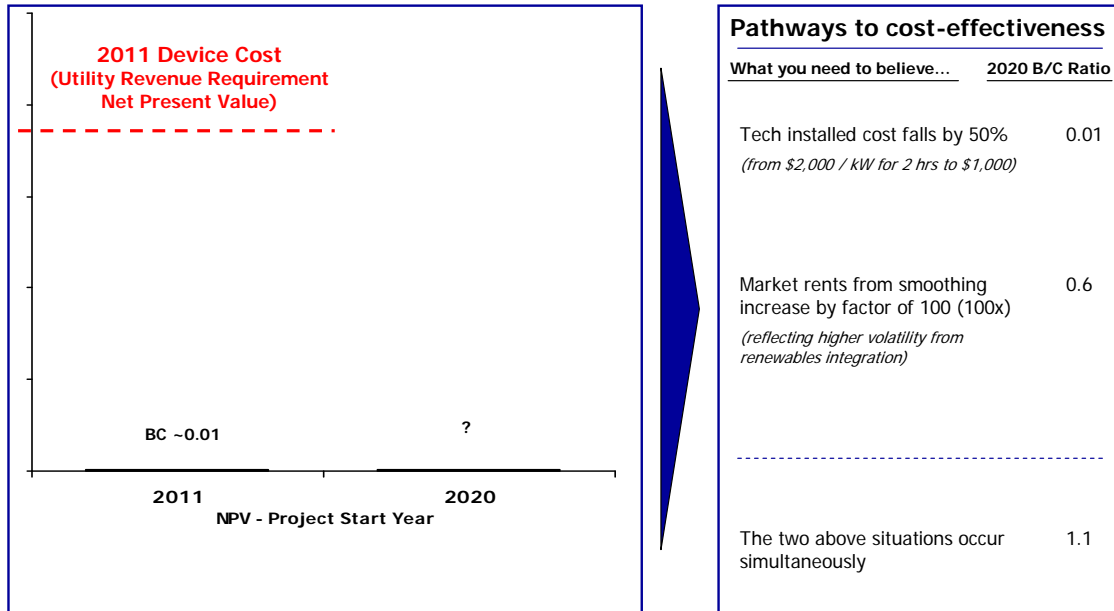 2011 Device Cost
(Utility Revenue Requirement
Net Present Value)
BC ~0.01
?
2011
2020
NPV - Project Start Year
Pathways to cost-effectiveness
What you need to believe... 2020 B/C Ratio
Tech installed cost falls by 50% 0.01
(from $2,000 / kW for 2 hrs to $1,000)
Market rents from smoothing 0.6
increase by factor of 100 (100x)
(reflecting higher volatility from
renewables integration)
The two above situations occur 1.1
simultaneously